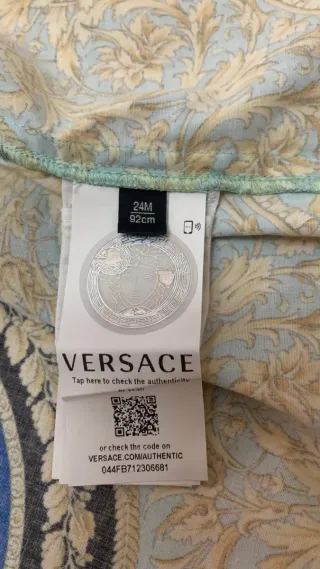 24M
92cm
VERSACE
Tap here to check the authenticity
or check the code on
VERSACE.COM/AUTHENTIC
044FB712306681